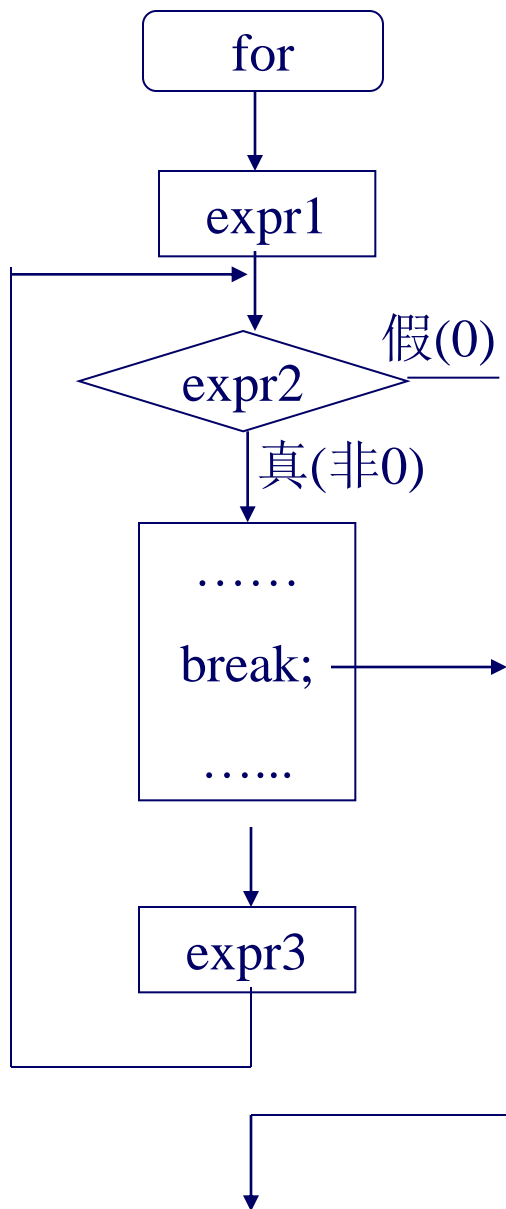 for
expr1
假(0)
expr2
真(非0)
……
break;
…...
expr3